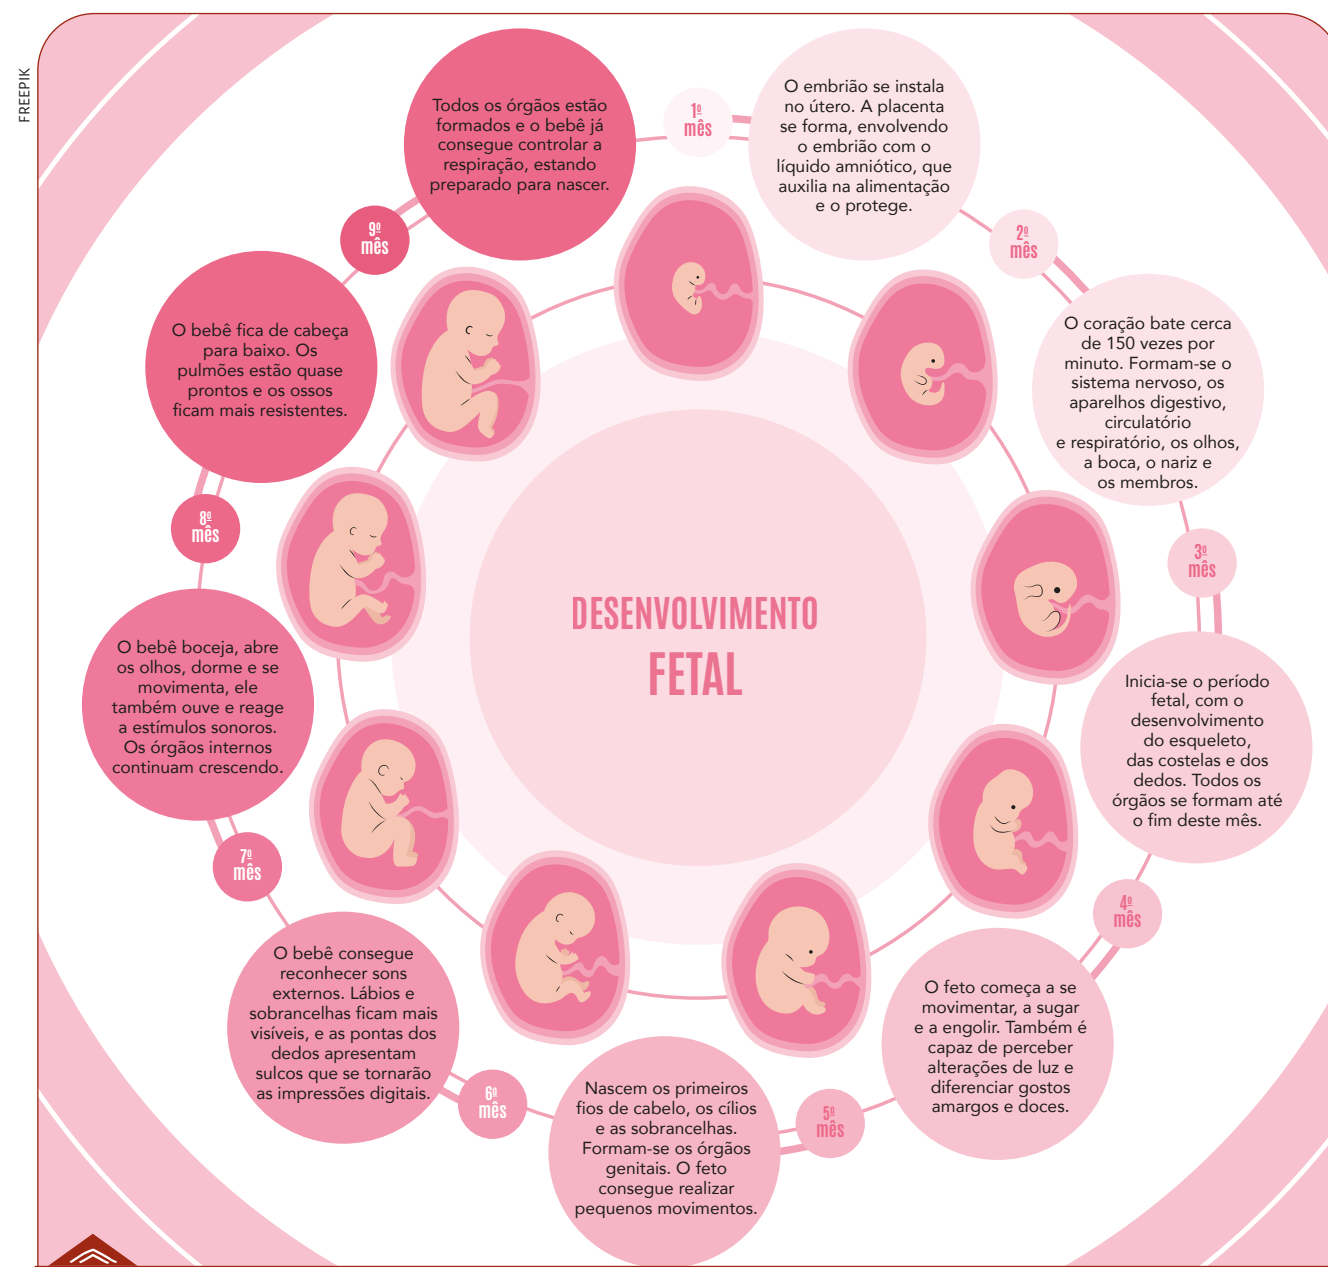 FREEPIK
DESENVOLVIMENTO
FETAL
1º
mês
O embrião se instala
no útero. A placenta
se forma, envolvendo
o embrião com o
líquido amniótico, que
auxilia na alimentação
e o protege.
2º
mês
O coração bate cerca
de 150 vezes por
minuto. Formam-se o
sistema nervoso, os
aparelhos digestivo,
circulatório
e respiratório, os olhos,
a boca, o nariz e
os membros.
3º
mês
Inicia-se o período
fetal, com o
desenvolvimento
do esqueleto,
das costelas e dos
dedos. Todos os
órgãos se formam até
o fim deste mês.
4º
mês
O feto começa a se
movimentar, a sugar
e a engolir. Também é
capaz de perceber
alterações de luz e
diferenciar gostos
amargos e doces.
5º
mês
Nascem os primeiros
fios de cabelo, os cílios
e as sobrancelhas.
Formam-se os órgãos
genitais. O feto
consegue realizar
pequenos movimentos.
6º
mês
O bebê consegue
reconhecer sons
externos. Lábios e
sobrancelhas ficam mais
visíveis, e as pontas dos
dedos apresentam
sulcos que se tornarão
as impressões digitais.
7º
mês
O bebê boceja, abre
os olhos, dorme e se
movimenta, ele
também ouve e reage
a estímulos sonoros.
Os órgãos internos
continuam crescendo.
8º
mês
O bebê fica de cabeça
para baixo. Os
pulmões estão quase
prontos e os ossos
ficam mais resistentes.
9º
mês
Todos os órgãos estão
formados e o bebê já
consegue controlar a
respiração, estando
preparado para nascer.